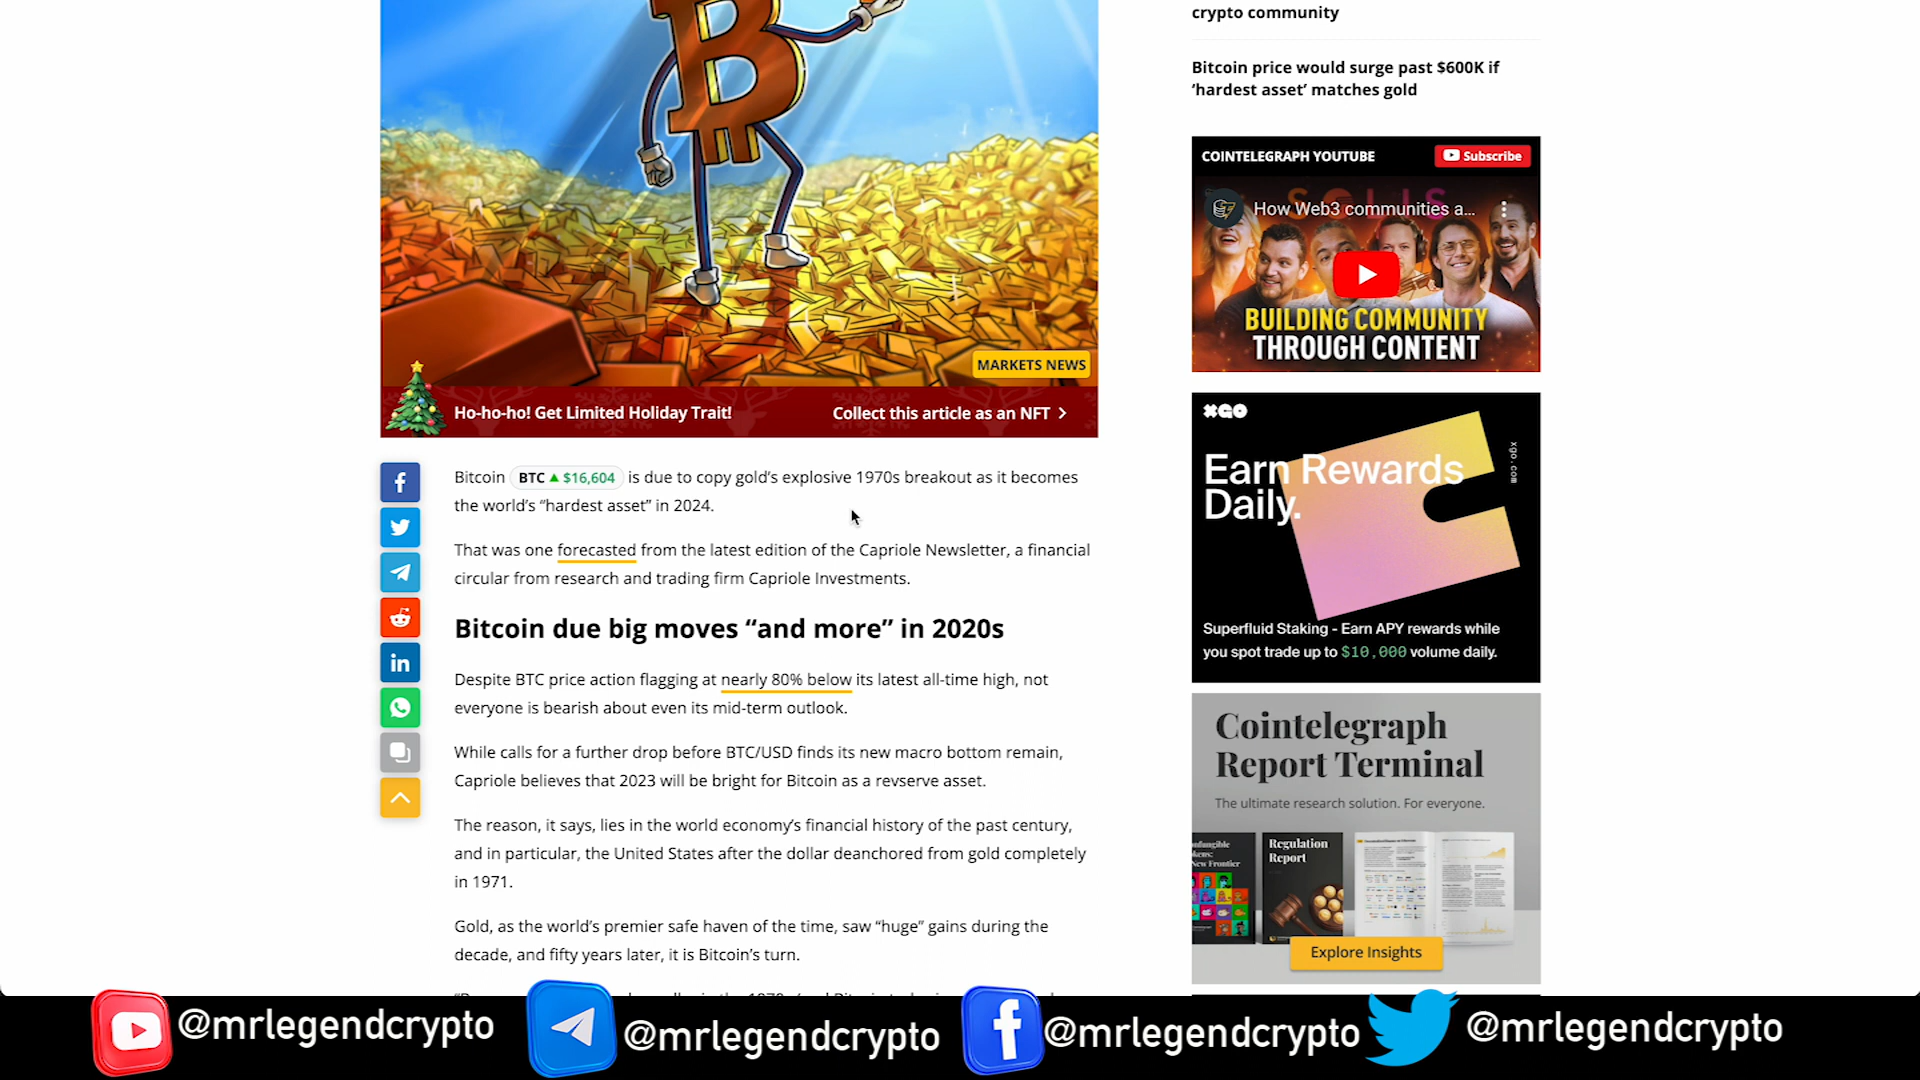 crypto community
Bitcoin price would surge past $600K if
‘hardest asset’ matches gold
COINTELEGRAPH YOUTUBE
Subscribe
SOLIS
How Web3 communities a...
BUILDING COMMUNITY
THROUGH CONTENT
MARKETS NEWS
Ho-ho-ho! Get Limited Holiday Trait!
Collect this article as an NFT
XGO
xgo.com
Earn Rewards
Daily.
Superfluid Staking - Earn APY rewards while
you spot trade up to $10,000 volume daily.
Bitcoin BTC $16,604 is due to copy gold’s explosive 1970s breakout as it becomes
the world’s “hardest asset” in 2024.
That was one forecasted from the latest edition of the Capriole Newsletter, a financial
circular from research and trading firm Capriole Investments.
Bitcoin due big moves “and more” in 2020s
Despite BTC price action flagging at nearly 80% below its latest all-time high, not
everyone is bearish about even its mid-term outlook.
While calls for a further drop before BTC/USD finds its new macro bottom remain,
Capriole believes that 2023 will be bright for Bitcoin as a revserve asset.
The reason, it says, lies in the world economy’s financial history of the past century,
and in particular, the United States after the dollar deanchored from gold completely
in 1971.
Gold, as the world’s premier safe haven of the time, saw “huge” gains during the
decade, and fifty years later, it is Bitcoin’s turn.
Cointelegraph
Report Terminal
The ultimate research solution. For everyone.
Regulation
Report
New Frontier
Explore Insights
@mrlegendcrypto
@mrlegendcrypto
@mrlegendcrypto
@mrlegendcrypto